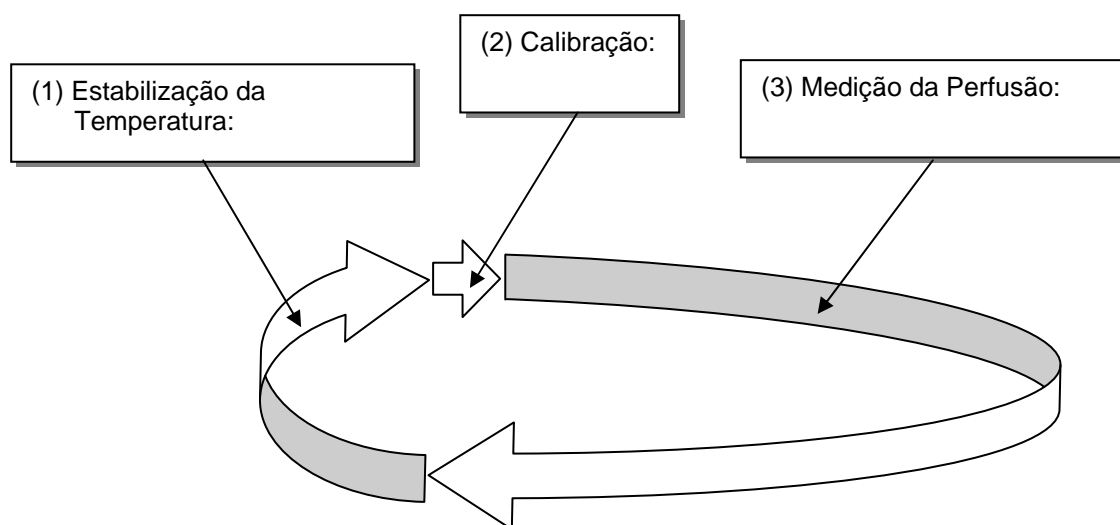 (1) Estabilização da
Temperatura:
(2) Calibração:
(3) Medição da Perfusão: